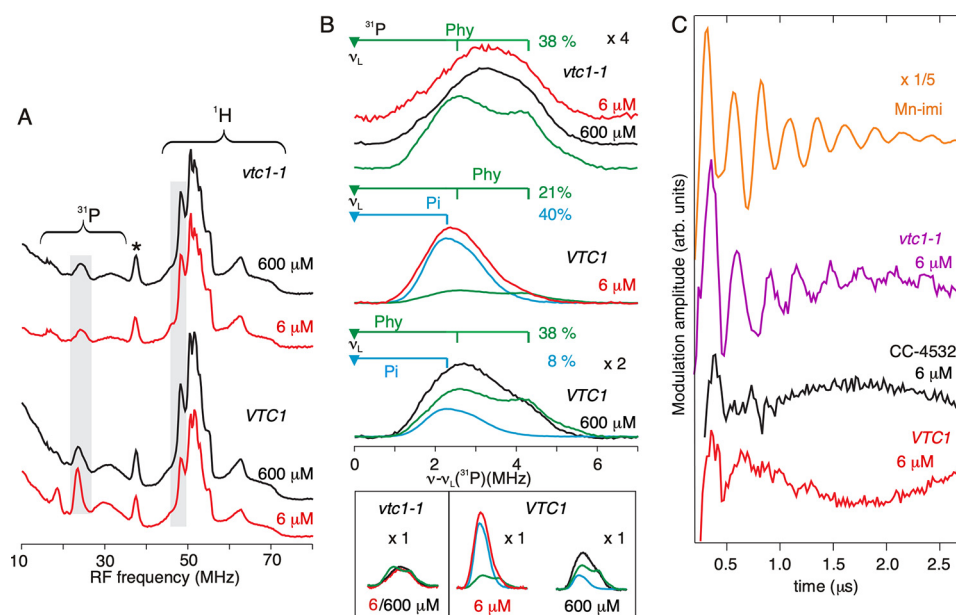 A
¹H
vtc1-1
³¹P
*
600 μM
6 μM
VTC1
600 μM
6 μM
10 30 50 70
RF frequency (MHz)
B
³¹P
Phy
38 %
x 4
νL
vtc1-1
6 μM
600 μM
Phy
21%
νL
Pi
40%
VTC1
6 μM
Phy
38 %
νL
Pi
8 %
x 2
VTC1
600 μM
0 2 4 6
ν-νL(³¹P)(MHz)
vtc1-1
VTC1
x 1
x 1
x 1
6/600 μM
6 μM
600 μM
C
x 1/5
Mn-imi
vtc1-1
6 μM
CC-4532
6 μM
VTC1
6 μM
Modulation amplitude (arb. units)
0.5 1.0 1.5 2.0 2.5
time (μs)